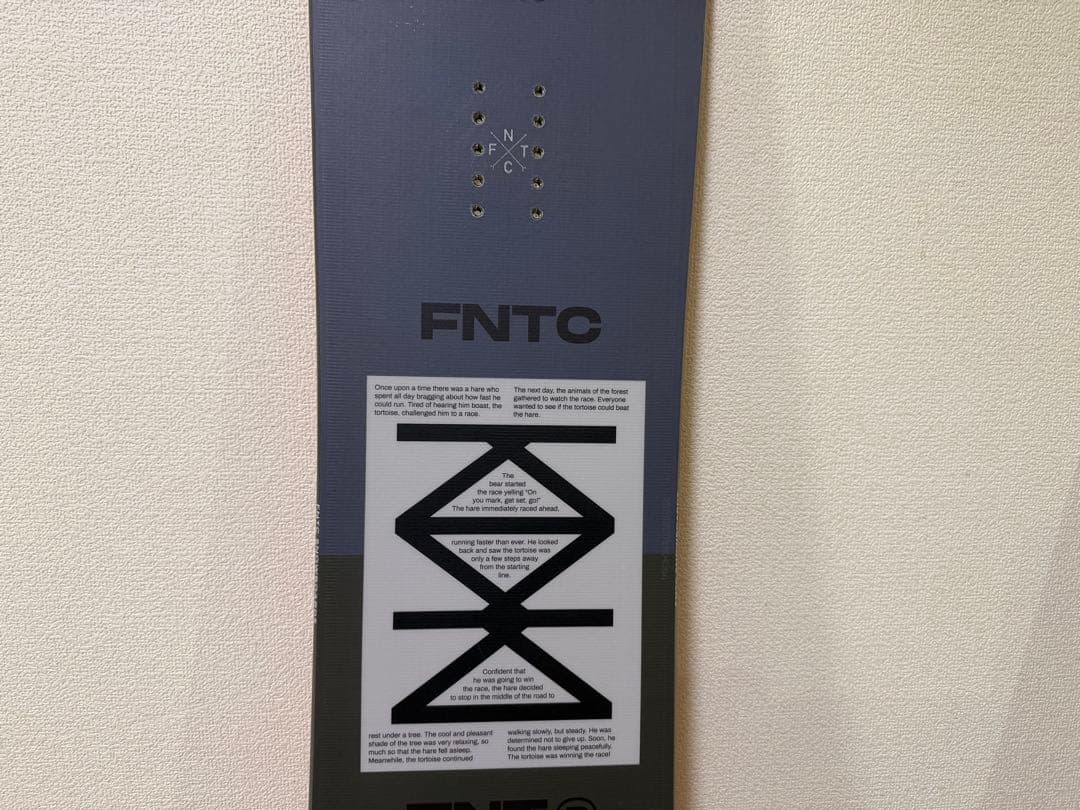 N
F T
C
FNTC
Once upon a time there was a hare who
spent all day bragging about how fast he
could run. Tired of hearing him boast, the
tortoise, challenged him to a race.
The next day, the animals of the forest
gathered to watch the race. Everyone
wanted to see if the tortoise could beat
the hare.
The
bear started
the race yelling "On
you mark, get set, go!"
The hare immediately raced ahead,
running faster than ever. He looked
back and saw the tortoise was
only a few steps away
from the starting
line.
Confident that
he was going to win
the race, the hare decided
to stop in the middle of the road to
rest under a tree. The cool and pleasant
shade of the tree was very relaxing, so
much so that the hare fell asleep.
Meanwhile, the tortoise continued
walking slowly, but steady. He was
determined not to give up. Soon, he
found the hare sleeping peacefully.
The tortoise was winning the race!